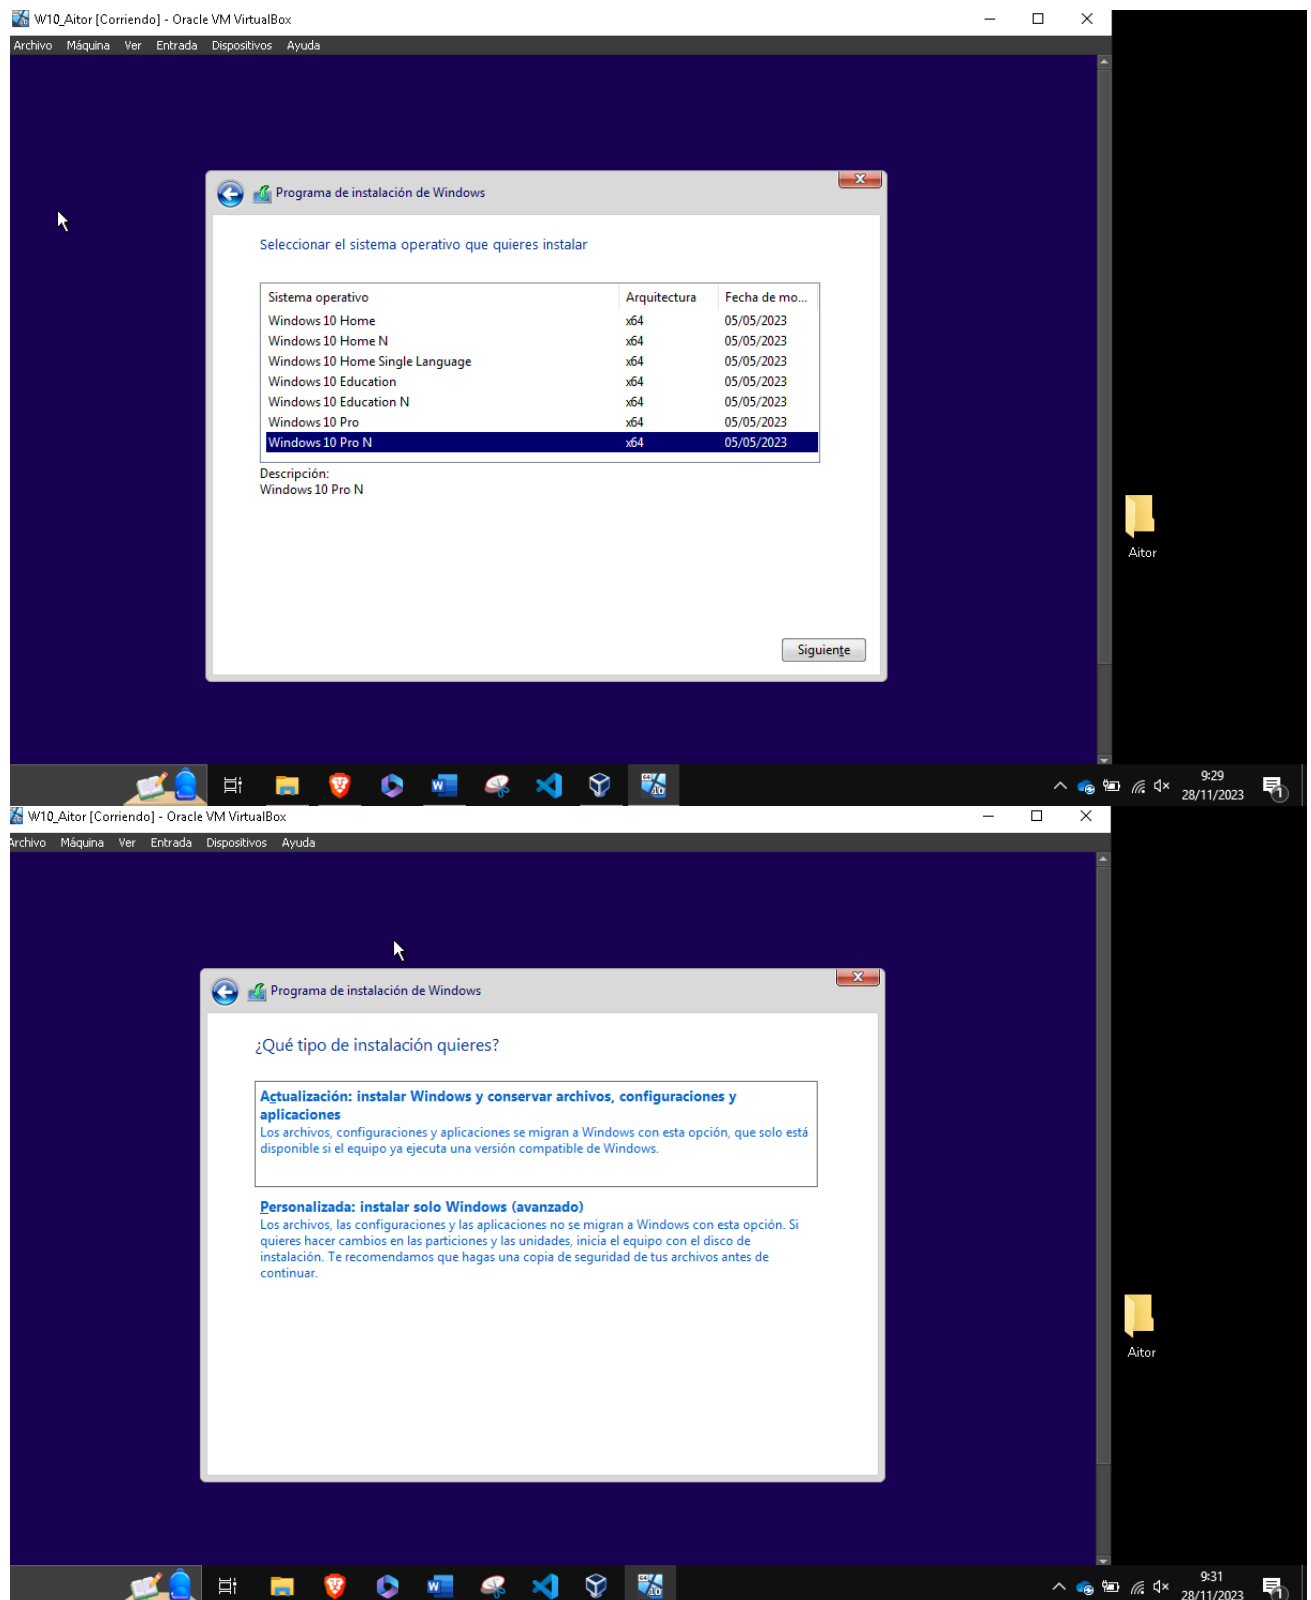 W10_Aitor [Corriendo] - Oracle VM VirtualBox
Archivo Máquina Ver Entrada Dispositivos Ayuda
Programa de instalación de Windows
Seleccionar el sistema operativo que quieres instalar
Sistema operativo Arquitectura Fecha de mo...
Windows 10 Home x64 05/05/2023
Windows 10 Home N x64 05/05/2023
Windows 10 Home Single Language x64 05/05/2023
Windows 10 Education x64 05/05/2023
Windows 10 Education N x64 05/05/2023
Windows 10 Pro x64 05/05/2023
Windows 10 Pro N x64 05/05/2023
Descripción:
Windows 10 Pro N
Aitor
Siguiente
9:29
28/11/2023
W10_Aitor [Corriendo] - Oracle VM VirtualBox
Archivo Máquina Ver Entrada Dispositivos Ayuda
Programa de instalación de Windows
¿Qué tipo de instalación quieres?
Actualización: instalar Windows y conservar archivos, configuraciones y
aplicaciones
Los archivos, configuraciones y aplicaciones se migran a Windows con esta opción, que solo está
disponible si el equipo ya ejecuta una versión compatible de Windows.
Personalizada: instalar solo Windows (avanzado)
Los archivos, las configuraciones y las aplicaciones no se migran a Windows con esta opción. Si
quieres hacer cambios en las particiones y las unidades, inicia el equipo con el disco de
instalación. Te recomendamos que hagas una copia de seguridad de tus archivos antes de
continuar.
Aitor
9:31
28/11/2023